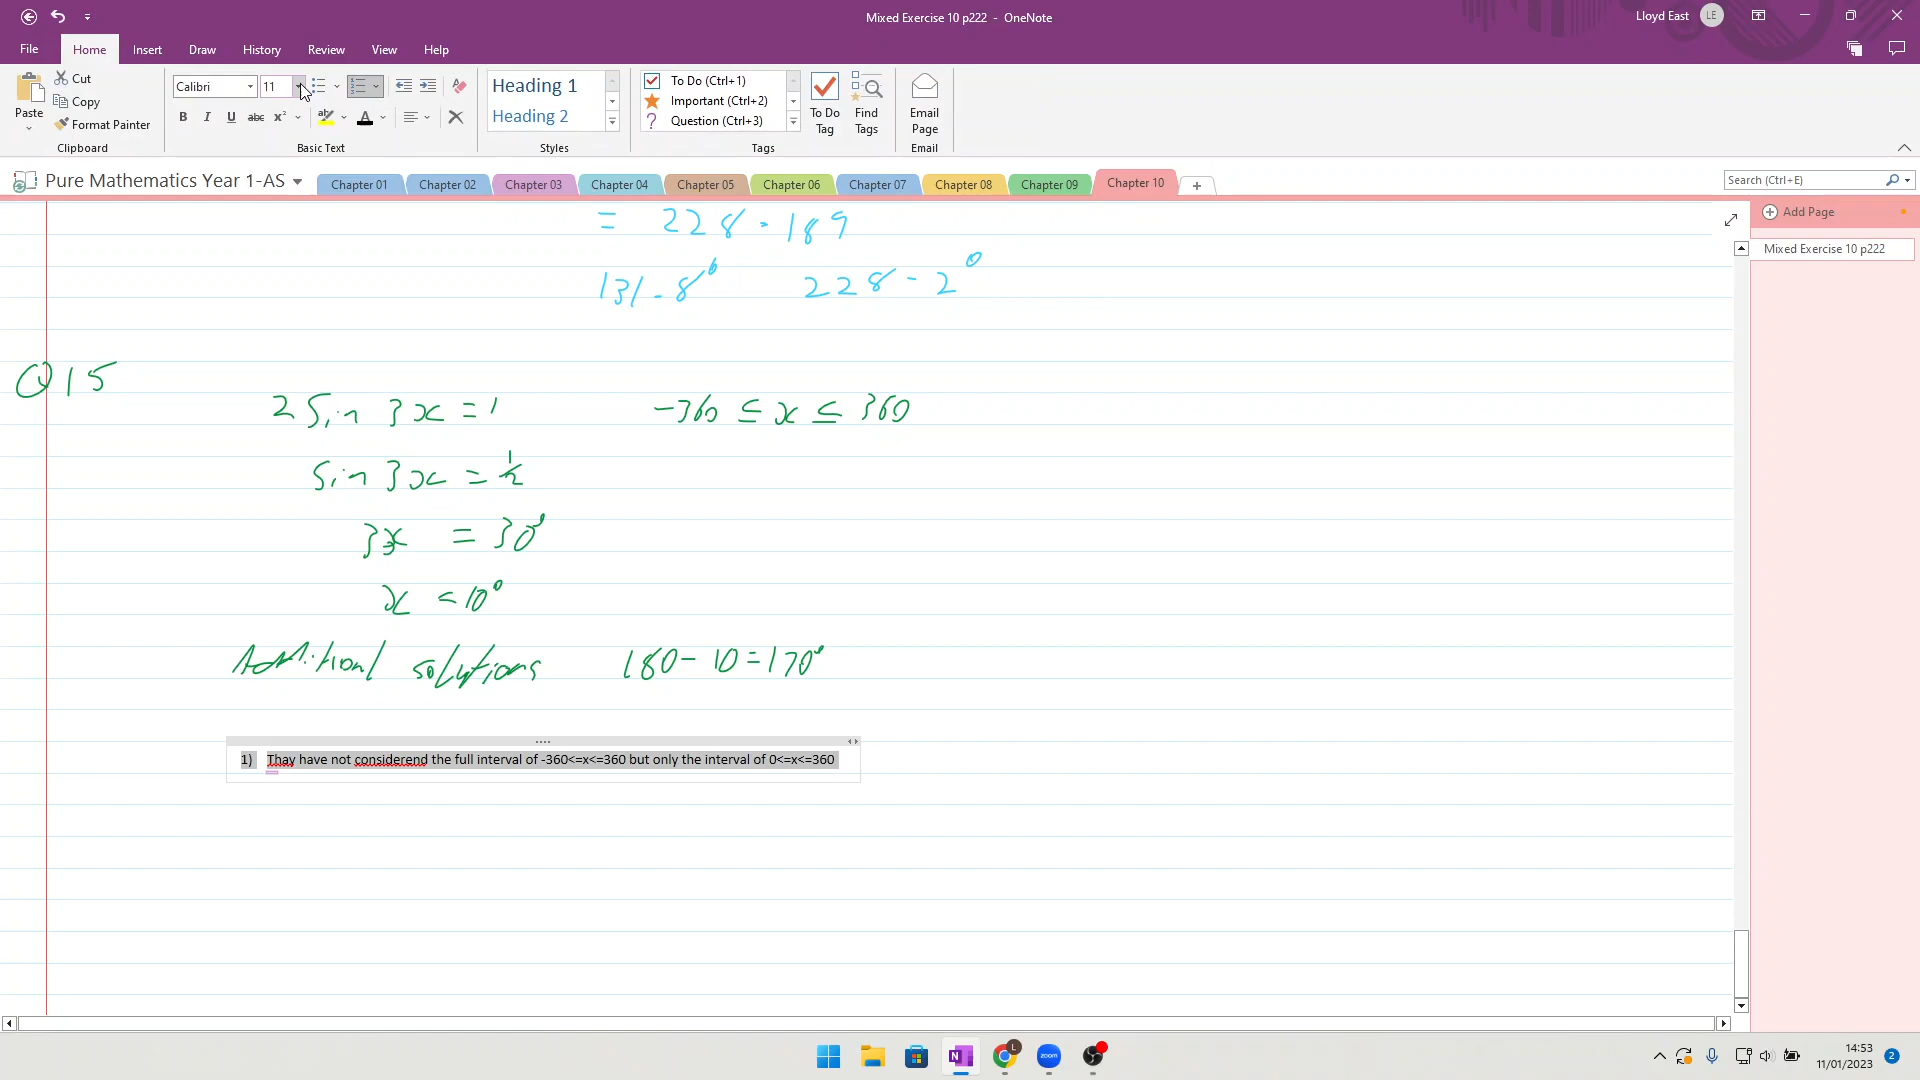 Mixed Exercise 10 p222 - OneNote
Lloyd East LE
File Home Insert Draw History Review View Help
Paste
Cut
Copy
Format Painter
Clipboard
Calibri 11
B I U abc x² ab A
Basic Text
Heading 1
Heading 2
Styles
To Do (Ctrl+1)
Important (Ctrl+2)
Question (Ctrl+3)
To Do Tag
Find Tags
Tags
Email Page
Email
Pure Mathematics Year 1-AS
Chapter 01 Chapter 02 Chapter 03 Chapter 04 Chapter 05 Chapter 06 Chapter 07 Chapter 08 Chapter 09 Chapter 10 +
Search (Ctrl+E)
Add Page
Mixed Exercise 10 p222
= 228.189
131.8° 228.2°
Q15
2 Sin 3x = 1 -360 ≤ x ≤ 360
Sin 3x = 1/2
3x = 30°
x = 10°
Additional solutions 180 - 10 = 170°
1) Thay have not considerend the full interval of -360<=x<=360 but only the interval of 0<=x<=360
L
zoom
14:53
11/01/2023
2